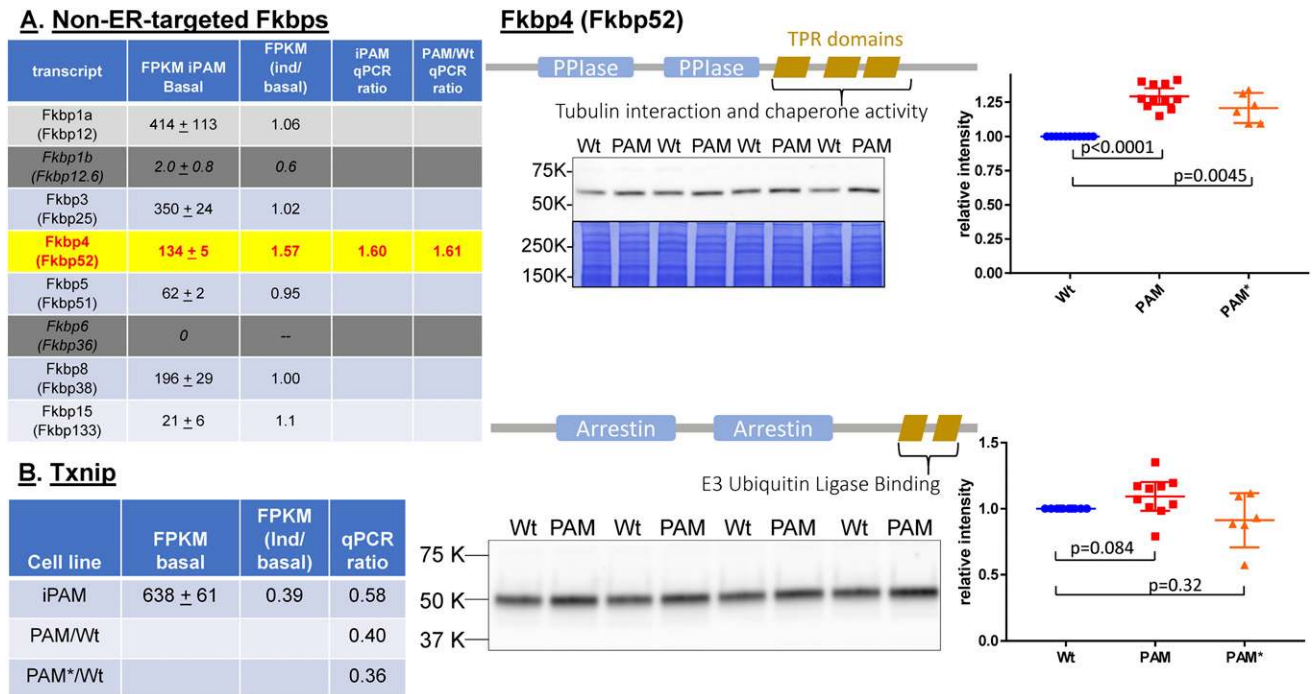 A. Non-ER-targeted Fkbps
transcript FPKM iPAM Basal FPKM (ind/ basal) iPAM qPCR ratio PAM/Wt qPCR ratio
Fkbp1a (Fkbp12) 414 ± 113 1.06
Fkbp1b (Fkbp12.6) 2.0 ± 0.8 0.6
Fkbp3 (Fkbp25) 350 ± 24 1.02
Fkbp4 (Fkbp52) 134 ± 5 1.57 1.60 1.61
Fkbp5 (Fkbp51) 62 ± 2 0.95
Fkbp6 (Fkbp36) 0 --
Fkbp8 (Fkbp38) 196 ± 29 1.00
Fkbp15 (Fkbp133) 21 ± 6 1.1
Fkbp4 (Fkbp52)
TPR domains
PPIase PPIase
Tubulin interaction and chaperone activity
Wt PAM Wt PAM Wt PAM Wt PAM
75K
50K
250K
150K
relative intensity
1.25
1.00
0.75
0.50
0.25
0.00
p<0.0001
p=0.0045
Wt PAM PAM*
B. Txnip
Cell line FPKM basal FPKM (Ind/ basal) qPCR ratio
iPAM 638 ± 61 0.39 0.58
PAM/Wt 0.40
PAM*/Wt 0.36
Arrestin Arrestin
E3 Ubiquitin Ligase Binding
Wt PAM Wt PAM Wt PAM Wt PAM
75 K
50 K
37 K
relative intensity
1.5
1.0
0.5
0.0
p=0.084
p=0.32
Wt PAM PAM*